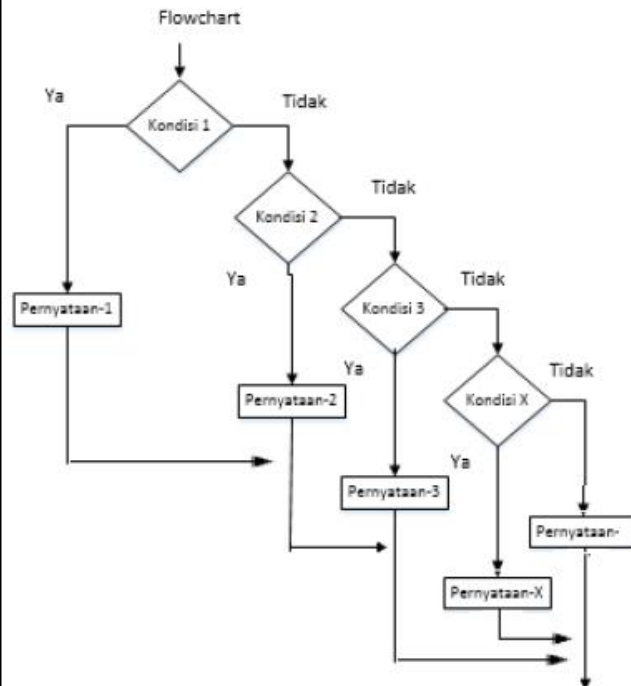 Flowchart
Ya
Tidak
Kondisi 1
Tidak
Kondisi 2
Ya
Tidak
Pernyataan-1
Kondisi 3
Ya
Tidak
Pernyataan-2
Kondisi X
Ya
Pernyataan-3
Pernyataan-
Pernyataan-X